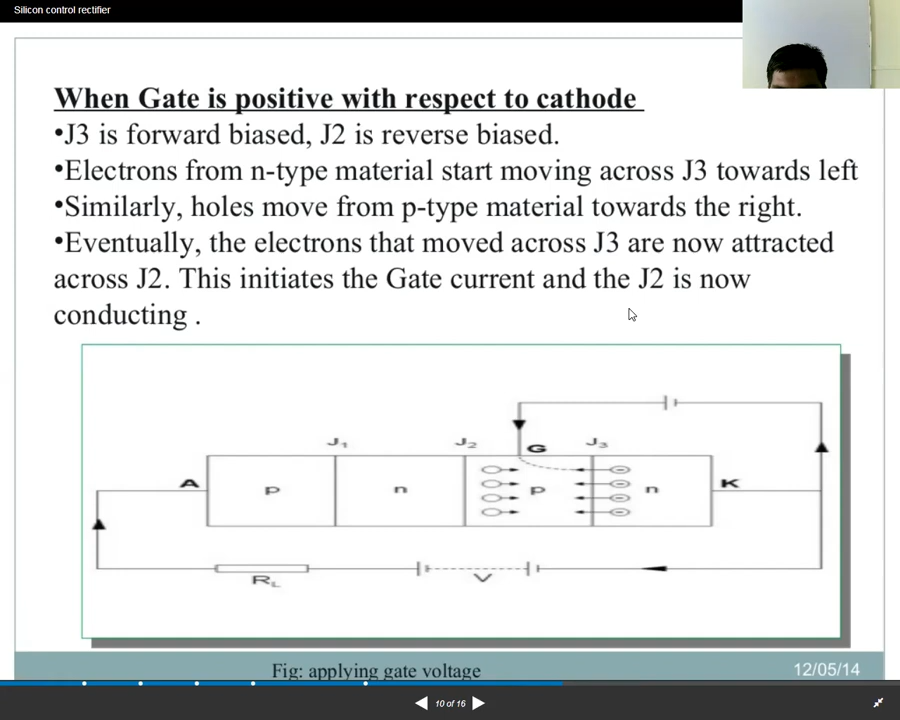 Silicon control rectifier
When Gate is positive with respect to cathode
•J3 is forward biased, J2 is reverse biased.
•Electrons from n-type material start moving across J3 towards left
•Similarly, holes move from p-type material towards the right.
•Eventually, the electrons that moved across J3 are now attracted
across J2. This initiates the Gate current and the J2 is now
conducting .
J1 J2 G J3
A p n p n K
RL V
Fig: applying gate voltage
12/05/14
10 of 16